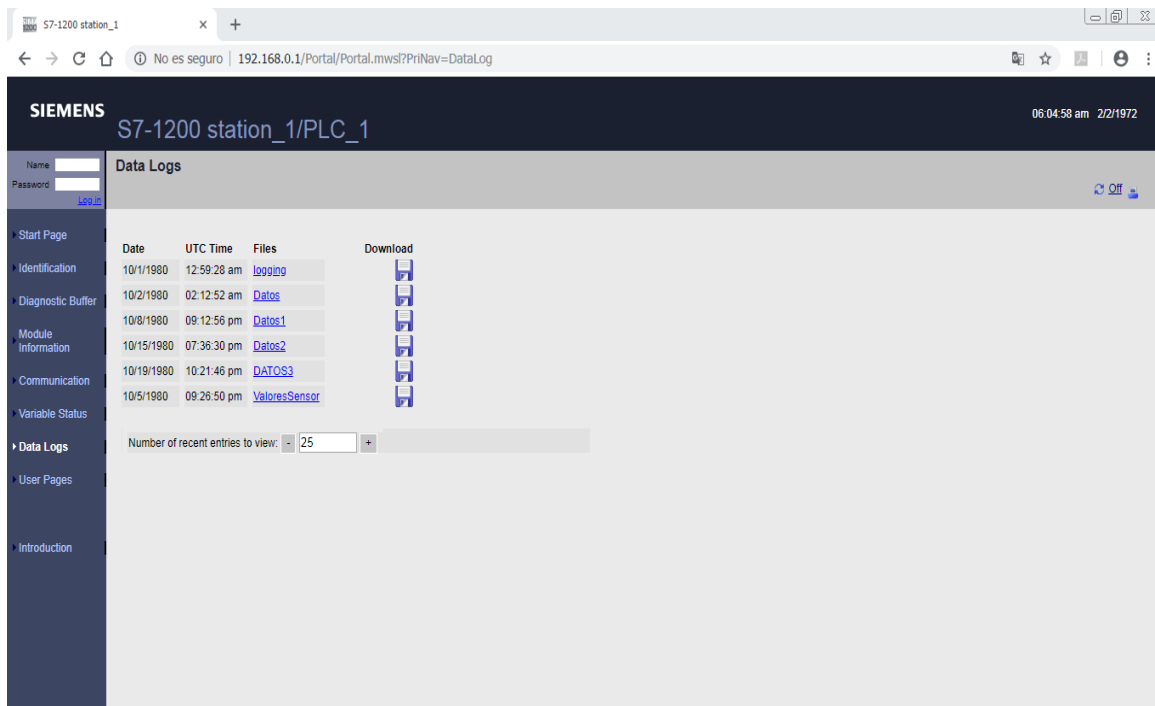 S7-1200 station_1
No es seguro | 192.168.0.1/Portal/Portal.mwsl?PriNav=DataLog
SIEMENS
S7-1200 station_1/PLC_1
06:04:58 am 2/2/1972
Name
Password
Log in
Data Logs
Off
Start Page
Identification
Diagnostic Buffer
Module
Information
Communication
Variable Status
Data Logs
User Pages
Introduction
Date UTC Time Files Download
10/1/1980 12:59:28 am logging
10/2/1980 02:12:52 am Datos
10/8/1980 09:12:56 pm Datos1
10/15/1980 07:36:30 pm Datos2
10/19/1980 10:21:46 pm DATOS3
10/5/1980 09:26:50 pm ValoresSensor
Number of recent entries to view: - 25 +